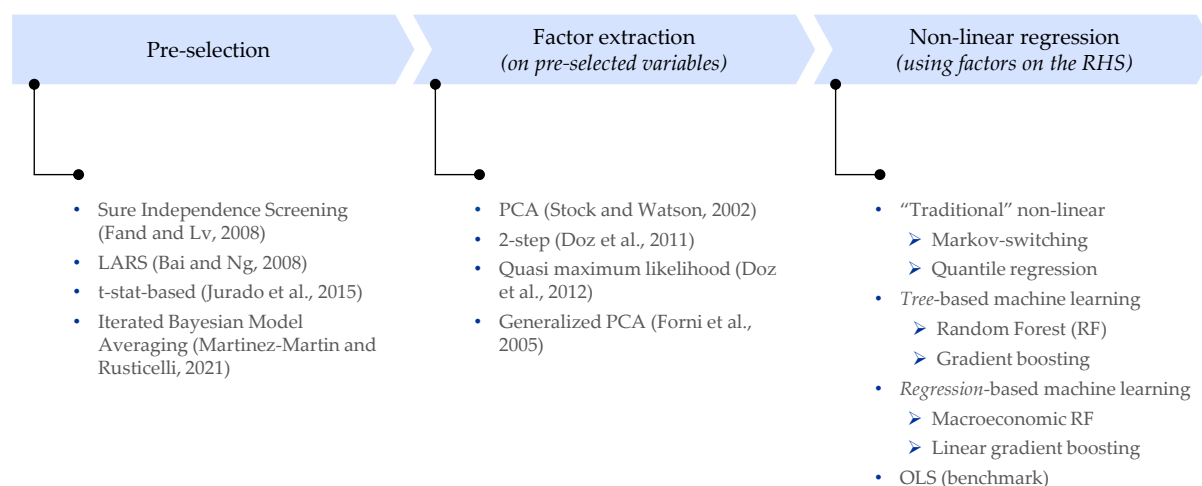 Pre-selection
Factor extraction
(on pre-selected variables)
Non-linear regression
(using factors on the RHS)
• Sure Independence Screening
(Fand and Lv, 2008)
• LARS (Bai and Ng, 2008)
• t-stat-based (Jurado et al., 2015)
• Iterated Bayesian Model
Averaging (Martinez-Martin and
Rusticelli, 2021)
• PCA (Stock and Watson, 2002)
• 2-step (Doz et al., 2011)
• Quasi maximum likelihood (Doz
et al., 2012)
• Generalized PCA (Forni et al.,
2005)
• “Traditional” non-linear
➢ Markov-switching
➢ Quantile regression
• Tree-based machine learning
➢ Random Forest (RF)
➢ Gradient boosting
• Regression-based machine learning
➢ Macroeconomic RF
➢ Linear gradient boosting
• OLS (benchmark)